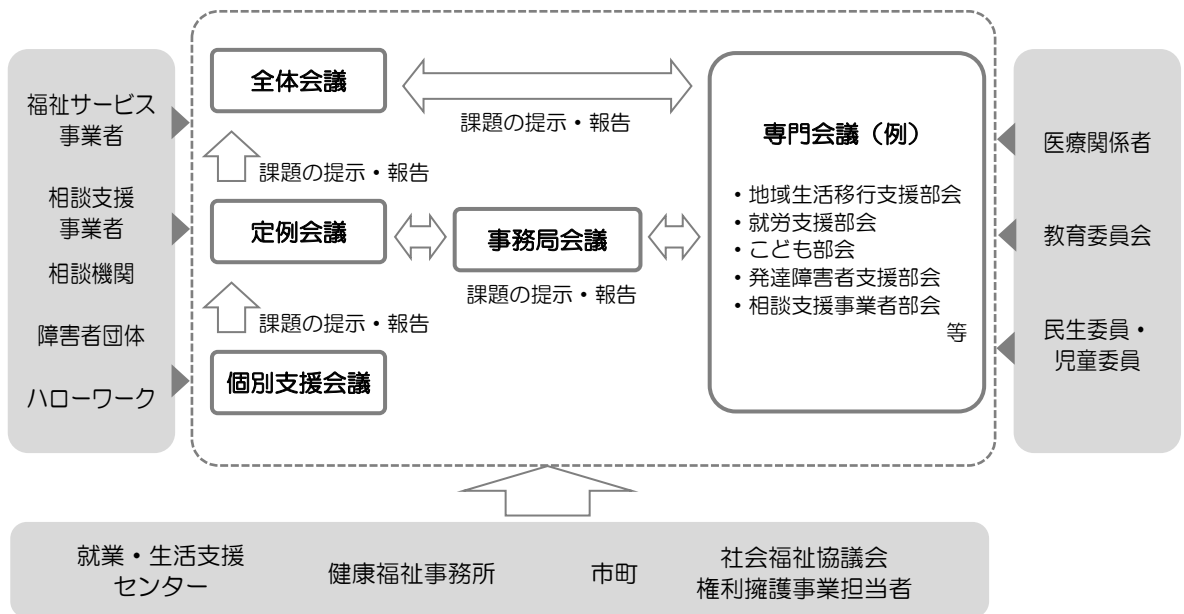 福祉サービス
事業者
相談支援
事業者
相談機関
障害者団体
ハローワーク
全体会議
課題の提示・報告
課題の提示・報告
定例会議
事務局会議
課題の提示・報告
課題の提示・報告
個別支援会議
専門会議（例）
・地域生活移行支援部会
・就労支援部会
・こども部会
・発達障害者支援部会
・相談支援事業者部会
等
医療関係者
教育委員会
民生委員・
児童委員
就業・生活支援
センター
健康福祉事務所
市町
社会福祉協議会
権利擁護事業担当者